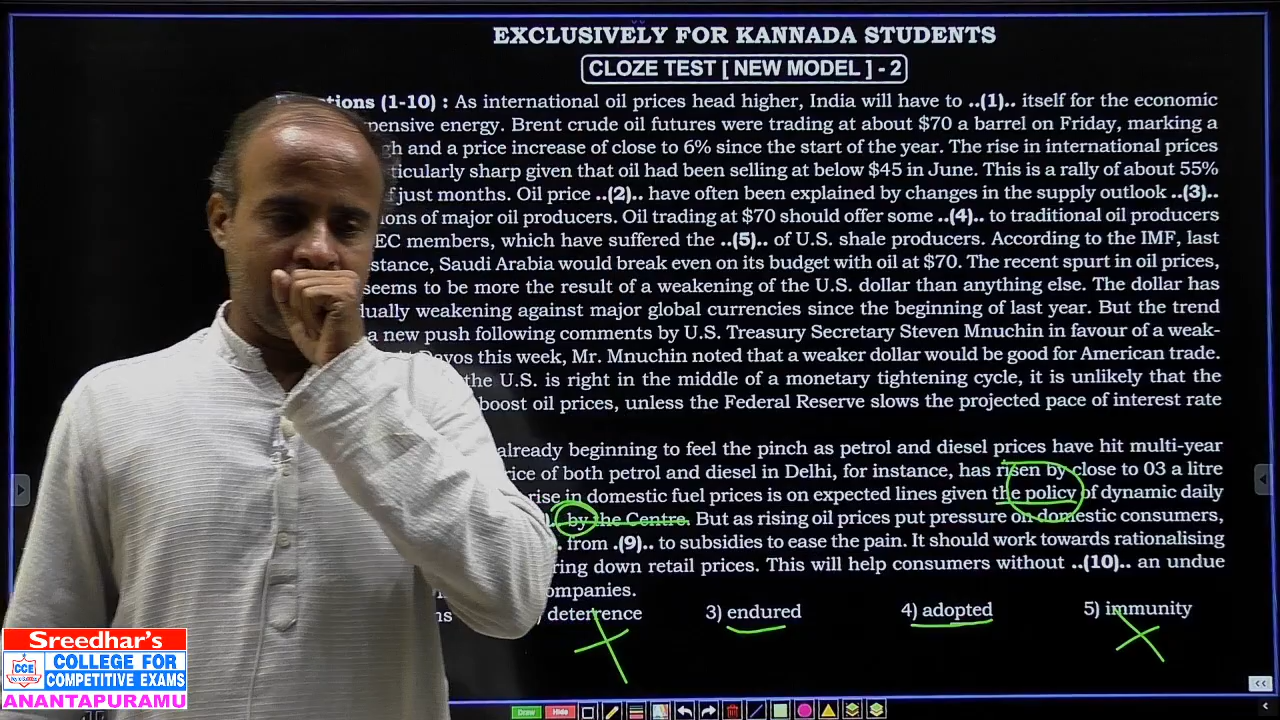 EXCLUSIVELY FOR KANNADA STUDENTS
CLOZE TEST [ NEW MODEL ] - 2
(1-10) : As international oil prices head higher, India will have to ..(1).. itself for the economic
energy. Brent crude oil futures were trading at about $70 a barrel on Friday, marking a
and a price increase of close to 6% since the start of the year. The rise in international prices
sharp given that oil had been selling at below $45 in June. This is a rally of about 55%
just months. Oil price ..(2).. have often been explained by changes in the supply outlook ..(3)..
of major oil producers. Oil trading at $70 should offer some ..(4).. to traditional oil producers
members, which have suffered the ..(5).. of U.S. shale producers. According to the IMF, last
Saudi Arabia would break even on its budget with oil at $70. The recent spurt in oil prices,
seems to be more the result of a weakening of the U.S. dollar than anything else. The dollar has
weakening against major global currencies since the beginning of last year. But the trend
a new push following comments by U.S. Treasury Secretary Steven Mnuchin in favour of a weak-
Davos this week, Mr. Mnuchin noted that a weaker dollar would be good for American trade.
the U.S. is right in the middle of a monetary tightening cycle, it is unlikely that the
boost oil prices, unless the Federal Reserve slows the projected pace of interest rate
already beginning to feel the pinch as petrol and diesel prices have hit multi-year
of both petrol and diesel in Delhi, for instance, has risen by close to 03 a litre
rise in domestic fuel prices is on expected lines given the policy of dynamic daily
by the Centre. But as rising oil prices put pressure on domestic consumers,
from .(9).. to subsidies to ease the pain. It should work towards rationalising
down retail prices. This will help consumers without ..(10).. an undue
deterrence 3) endured 4) adopted 5) immunity
Sreedhar's
CCE
COLLEGE FOR
COMPETITIVE EXAMS
ANANTAPURAMU
Draw Hide